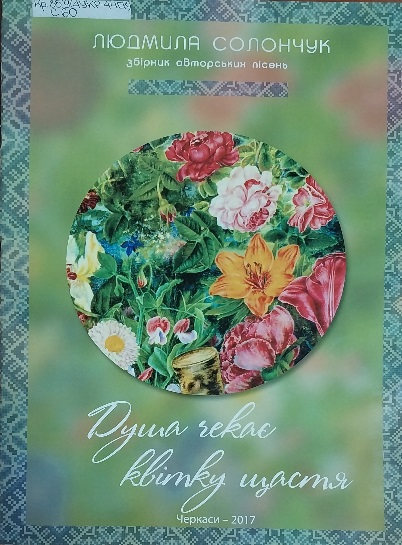 ЛЮДМИЛА СОЛОНЧУК
збірник авторських пісень
Душа чекає
квітку щастя
Черкаси – 2017